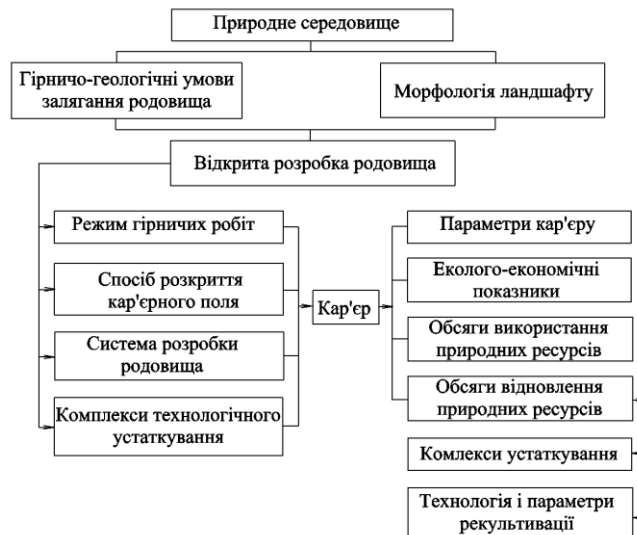 Природне середовище
Гірничо-геологічні умови
залягання родовища
Морфологія ландшафту
Відкрита розробка родовища
Режим гірничих робіт
Спосіб розкриття
кар'єрного поля
Система розробки
родовища
Комплекси технологічного
устаткування
Кар'єр
Параметри кар'єру
Еколого-економічні
показники
Обсяги використання
природних ресурсів
Обсяги відновлення
природних ресурсів
Комлекси устаткування
Технологія і параметри
рекультивації